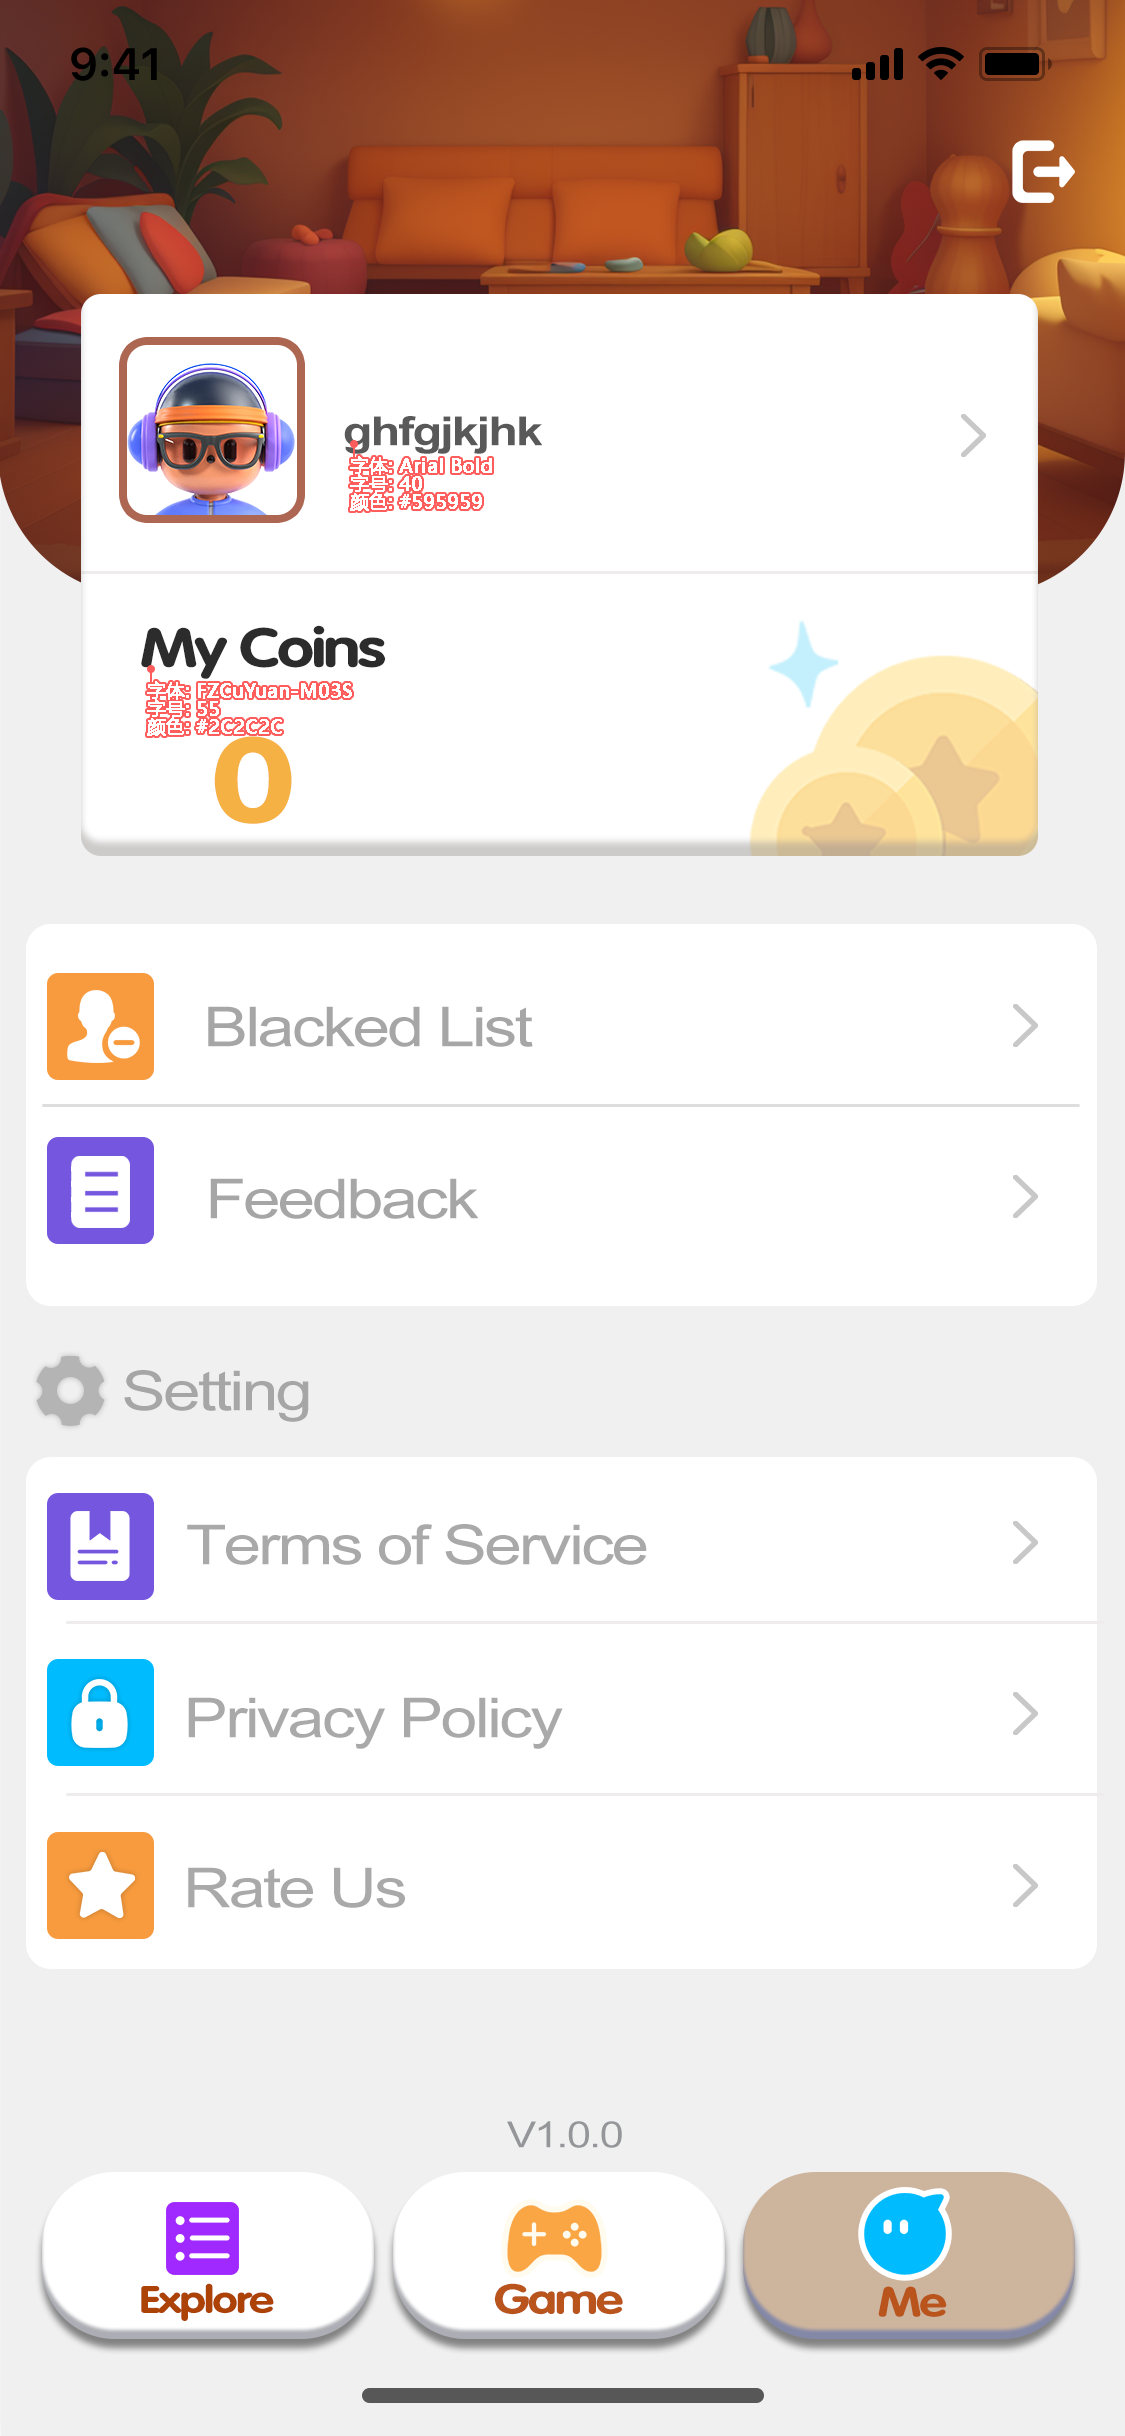 9:41
ghfgjkjhk
字体: Arial Bold
字号: 40
颜色: #595959
My Coins
字体: FZCuYuan-M03S
字号: 55
颜色: #2C2C2C
0
Blacked List
Feedback
Setting
Terms of Service
Privacy Policy
Rate Us
V1.0.0
Explore
Game
Me